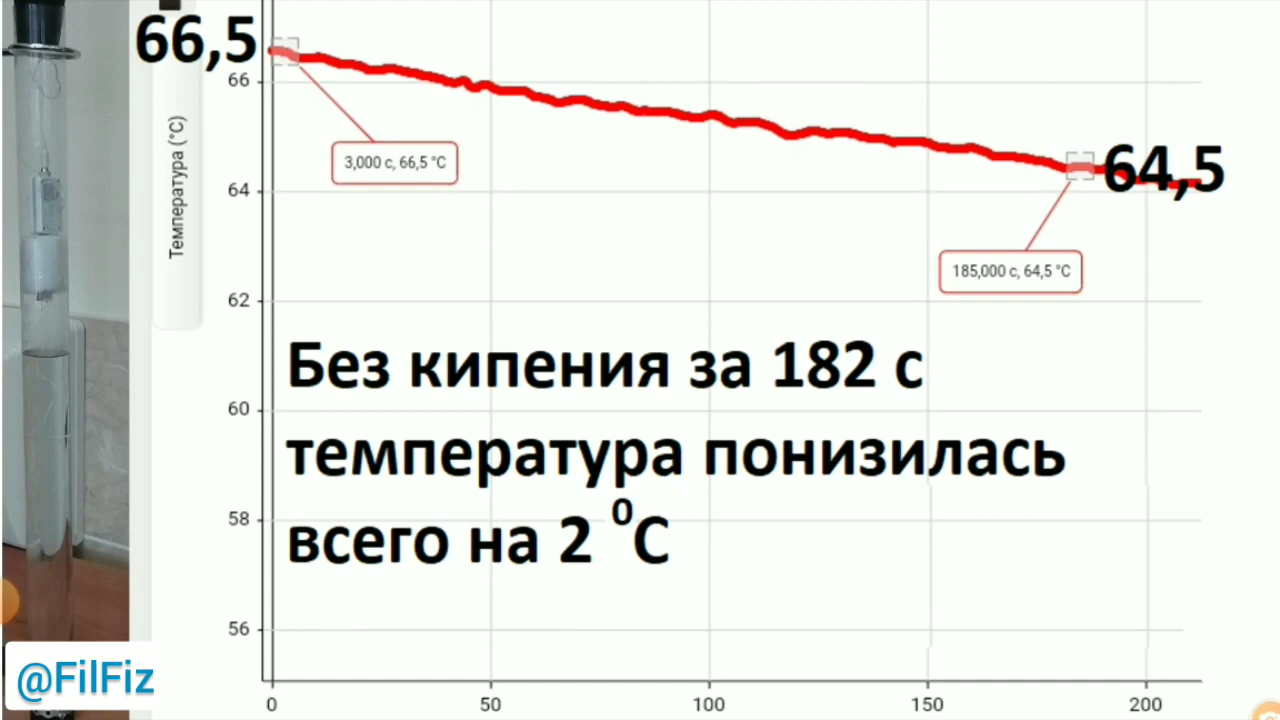 66,5
66
Температура (°C)
3,000 с, 66,5 °C
64,5
64
185,000 с, 64,5 °C
62
Без кипения за 182 с
60
температура понизилась
58
всего на 2 ⁰С
56
@FilFiz
0
50
100
150
200